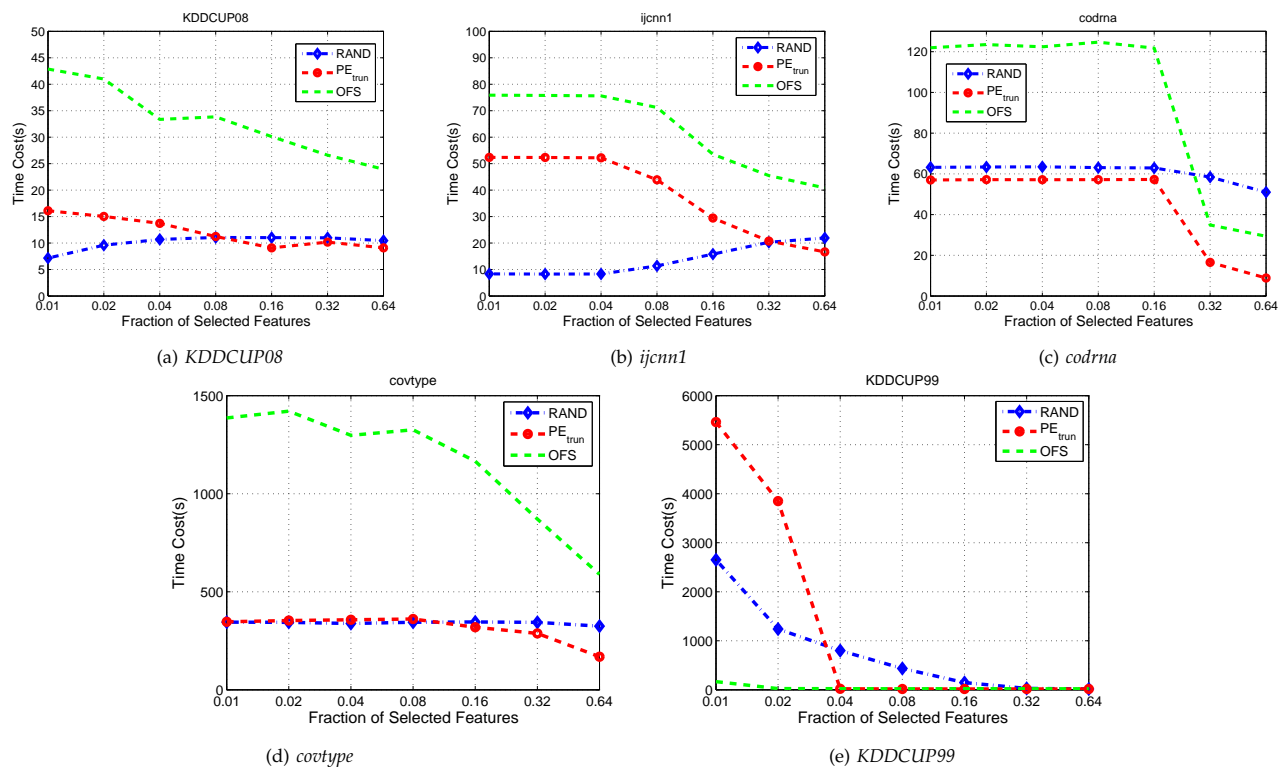 KDDCUP08
50
45
40
35
30
25
20
15
10
5
0
Time Cost(s)
RAND
PE_trun
OFS
0.01 0.02 0.04 0.08 0.16 0.32 0.64
Fraction of Selected Features
(a) KDDCUP08
ijcnn1
100
90
80
70
60
50
40
30
20
10
0
Time Cost(s)
RAND
PE_trun
OFS
0.01 0.02 0.04 0.08 0.16 0.32 0.64
Fraction of Selected Features
(b) ijcnn1
codrna
120
100
80
60
40
20
0
Time Cost(s)
RAND
PE_trun
OFS
0.01 0.02 0.04 0.08 0.16 0.32 0.64
Fraction of Selected Features
(c) codrna
covtype
1500
1000
500
0
Time Cost(s)
RAND
PE_trun
OFS
0.01 0.02 0.04 0.08 0.16 0.32 0.64
Fraction of Selected Features
(d) covtype
KDDCUP99
6000
5000
4000
3000
2000
1000
0
Time Cost(s)
RAND
PE_trun
OFS
0.01 0.02 0.04 0.08 0.16 0.32 0.64
Fraction of Selected Features
(e) KDDCUP99